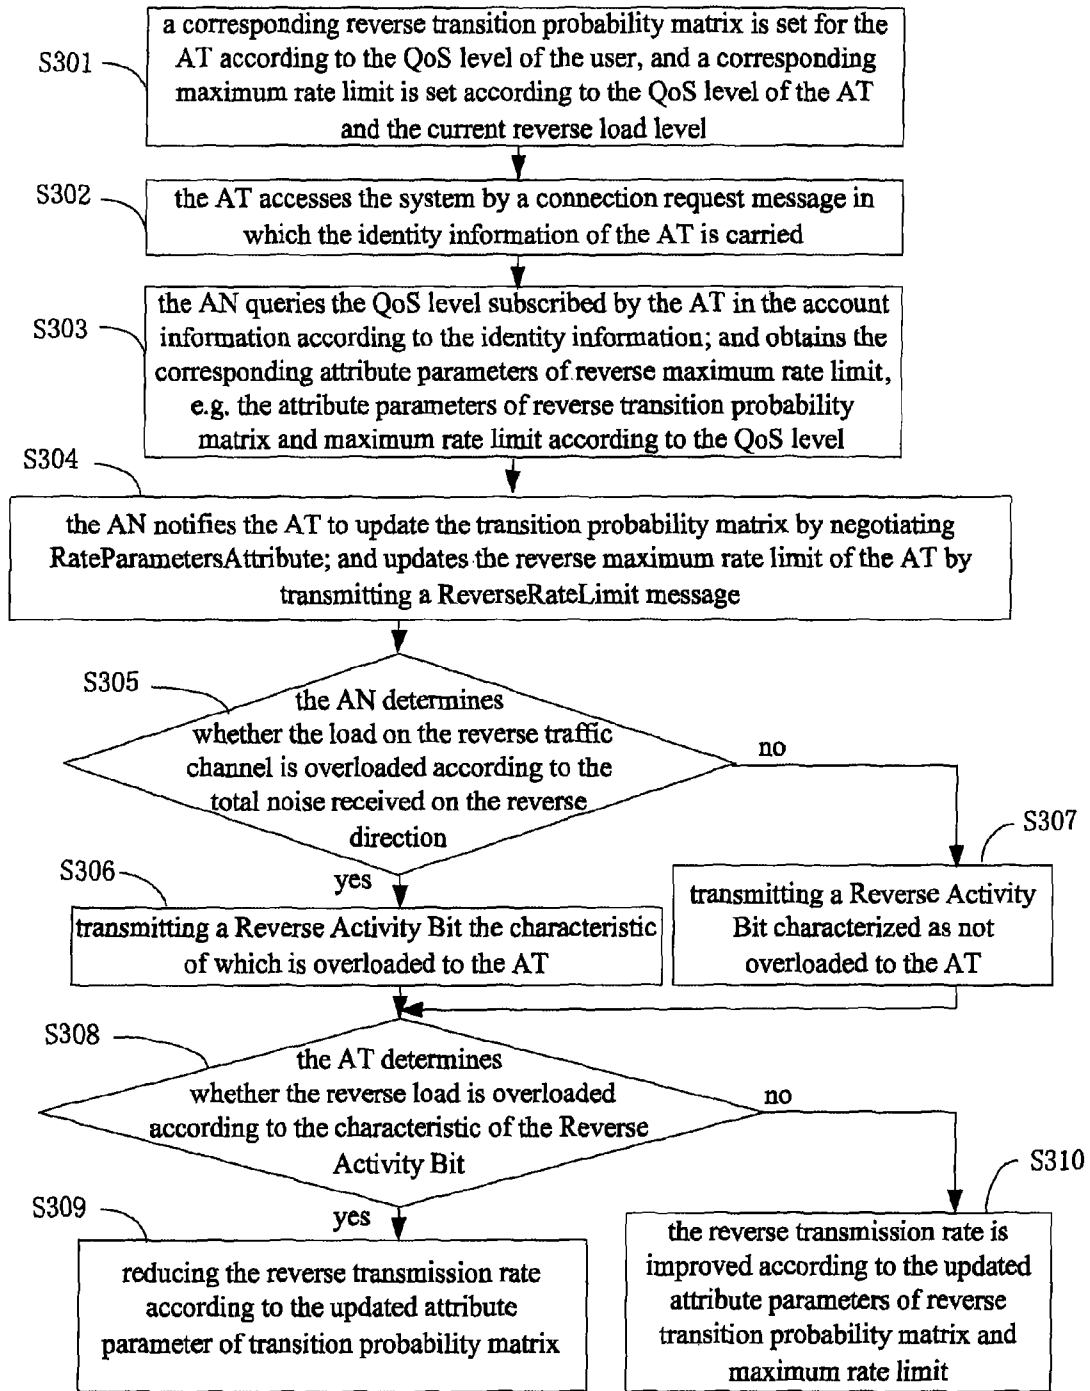 a corresponding reverse transition probability matrix is set for the
S301
AT according to the QoS level of the user, and a corresponding
maximum rate limit is set according to the QoS level of the AT
and the current reverse load level
S302
the AT accesses the system by a connection request message in
which the identity information of the AT is carried
S303
the AN queries the QoS level subscribed by the AT in the account
information according to the identity information; and obtains the
corresponding attribute parameters of reverse maximum rate limit,
e.g. the attribute parameters of reverse transition probability
matrix and maximum rate limit according to the QoS level
S304
the AN notifies the AT to update the transition probability matrix by negotiating
RateParametersAttribute; and updates the reverse maximum rate limit of the AT by
transmitting a ReverseRateLimit message
S305
the AN determines
whether the load on the reverse traffic
channel is overloaded according to the
total noise received on the reverse
direction
no
yes
S306
transmitting a Reverse Activity Bit the characteristic
of which is overloaded to the AT
S307
transmitting a Reverse Activity
Bit characterized as not
overloaded to the AT
S308
the AT determines
whether the reverse load is overloaded
according to the characteristic of the Reverse
Activity Bit
no
yes
S309
reducing the reverse transmission rate
according to the updated attribute
parameter of transition probability matrix
S310
the reverse transmission rate is
improved according to the updated
attribute parameters of reverse
transition probability matrix and
maximum rate limit